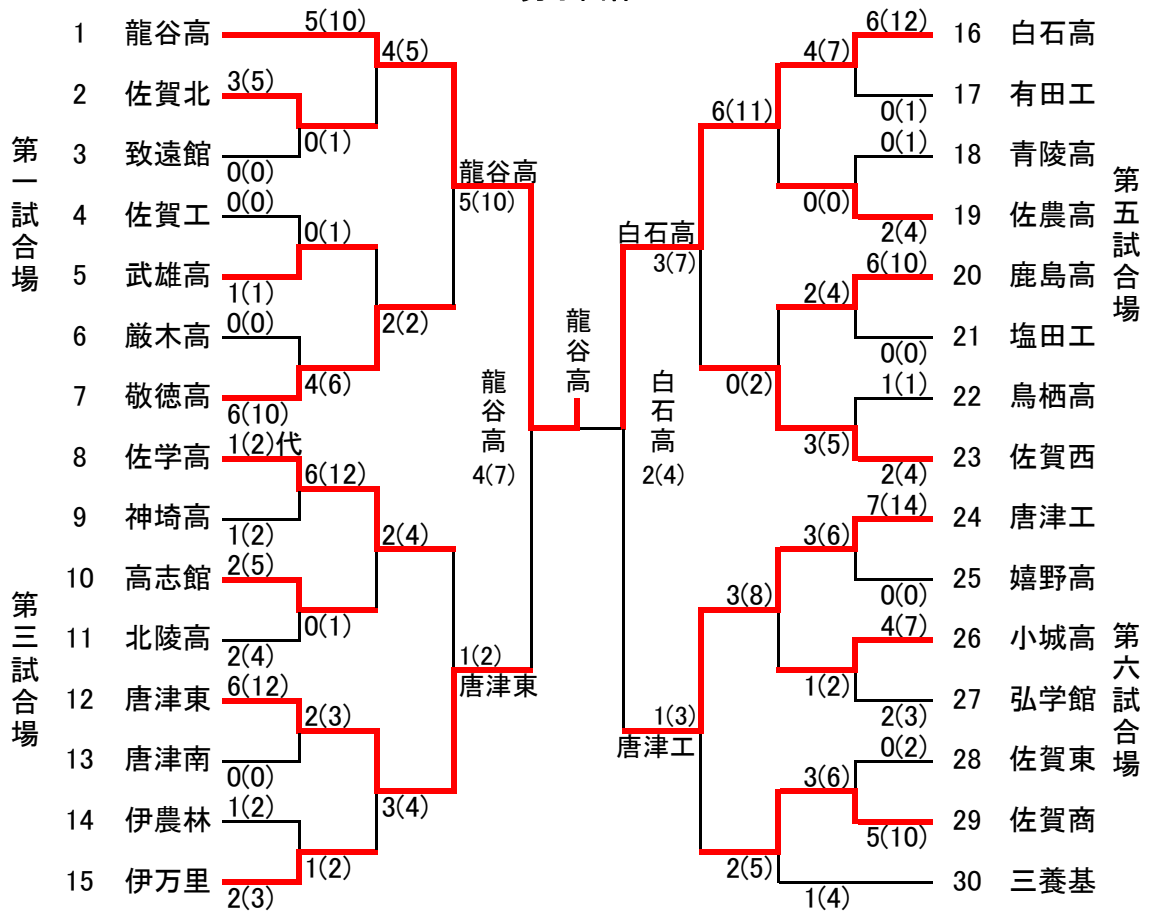 5(10)
1 龍谷高
4(5)
3(5)
2 佐賀北
0(1)
3 致遠館
0(0)
龍谷高
5(10)
0(0)
4 佐賀工
0(1)
5 武雄高
1(1)
2(2)
0(0)
6 厳木高
4(6)
7 敬徳高
6(10)
第一試合場
1(2)代
8 佐学高
6(12)
9 神埼高
1(2)
2(4)
2(5)
10 高志館
0(1)
11 北陵高
2(4)
1(2)
唐津東
6(12)
12 唐津東
2(3)
13 唐津南
0(0)
3(4)
1(2)
14 伊農林
1(2)
15 伊万里
2(3)
第三試合場
龍谷高
龍谷高
4(7)
白石高
2(4)
6(12)
16 白石高
4(7)
17 有田工
0(1)
6(11)
0(1)
18 青陵高
0(0)
19 佐農高
2(4)
白石高
3(7)
6(10)
20 鹿島高
2(4)
21 塩田工
0(0)
0(2)
1(1)
22 鳥栖高
3(5)
23 佐賀西
2(4)
第五試合場
7(14)
24 唐津工
3(6)
25 嬉野高
0(0)
3(8)
4(7)
26 小城高
1(2)
27 弘学館
2(3)
1(3)
唐津工
0(2)
28 佐賀東
3(6)
29 佐賀商
5(10)
2(5)
30 三養基
1(4)
第六試合場